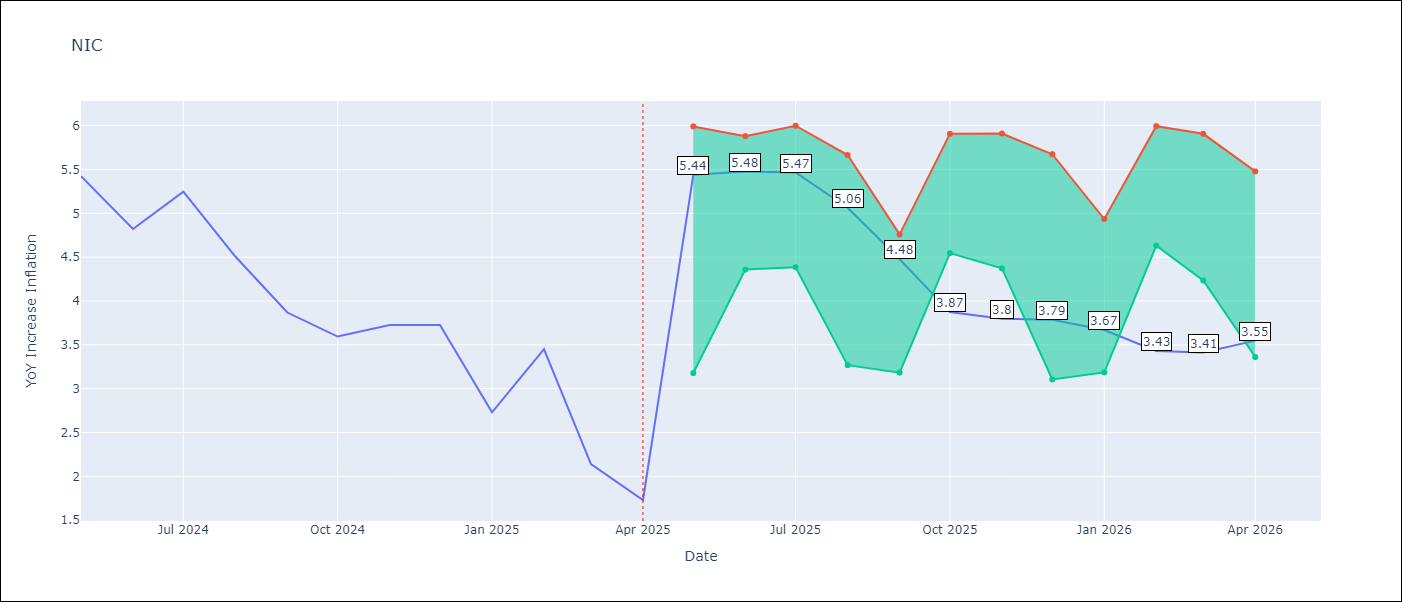 NIC
YoY Increase Inflation
6
5.5
5
4.5
4
3.5
3
2.5
2
1.5
5.44
5.48
5.47
5.06
4.48
3.87
3.8
3.79
3.67
3.43
3.41
3.55
Jul 2024
Oct 2024
Jan 2025
Apr 2025
Jul 2025
Oct 2025
Jan 2026
Apr 2026
Date